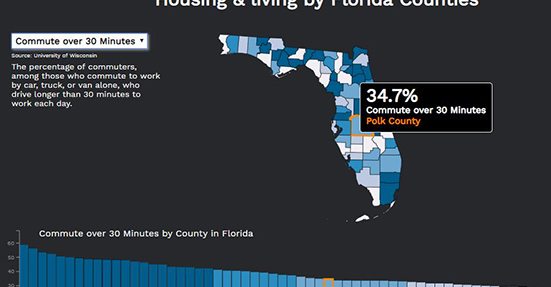 Housing & living by Florida Counties
Commute over 30 Minutes
Source: University of Wisconsin
The percentage of commuters,
among those who commute to work
by car, truck, or van alone, who
drive longer than 30 minutes to
work each day.
34.7%
Commute over 30 Minutes
Polk County
Commute over 30 Minutes by County in Florida
60
50
40
30